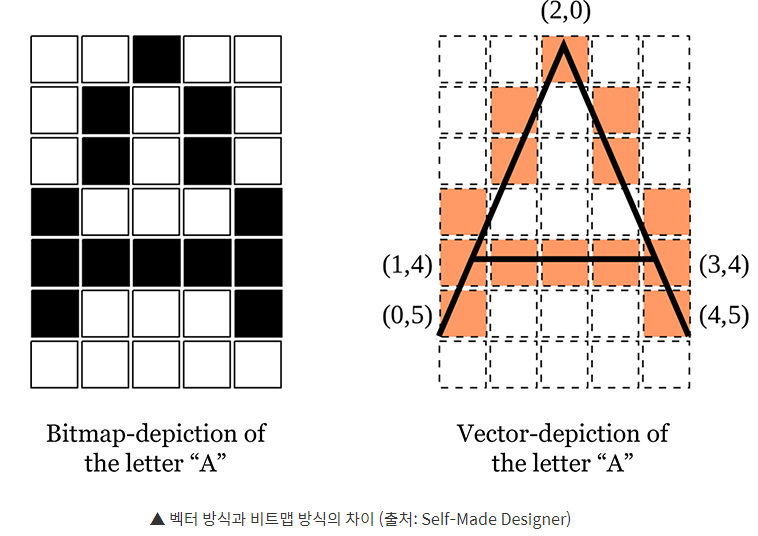 (2,0)
(1,4)
(3,4)
(0,5)
(4,5)
Bitmap-depiction of
the letter “A”
Vector-depiction of
the letter “A”
▲ 벡터 방식과 비트맵 방식의 차이 (출처: Self-Made Designer)